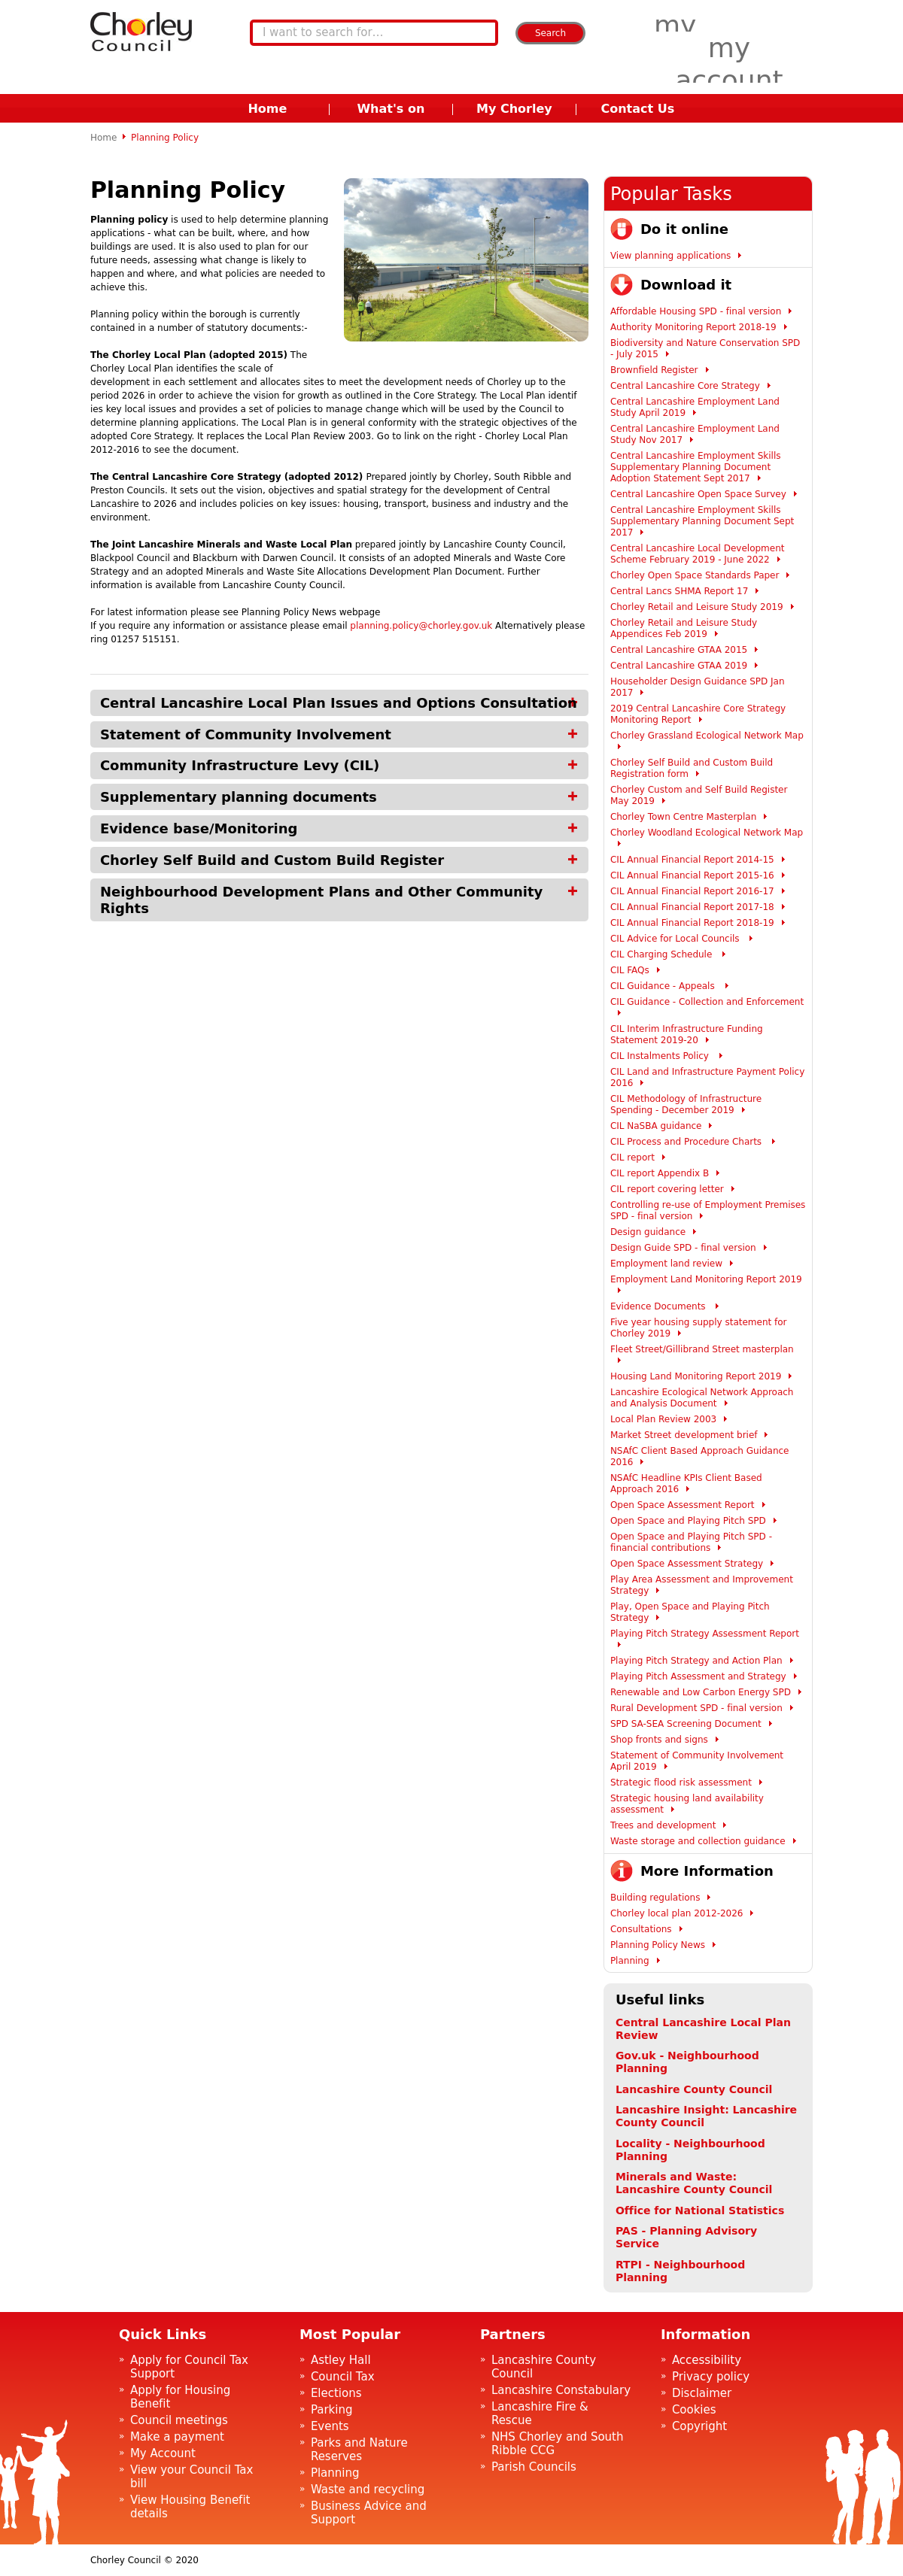 Chorley
Council
I want to search for...
Search
my
my
account
Home
What's on
My Chorley
Contact Us
Home
Planning Policy
Planning Policy
Planning policy is used to help determine planning
applications - what can be built, where, and how
buildings are used. It is also used to plan for our
future needs, assessing what change is likely to
happen and where, and what policies are needed to
achieve this.
Planning policy within the borough is currently
contained in a number of statutory documents:-
The Chorley Local Plan (adopted 2015) The
Chorley Local Plan identifies the scale of
development in each settlement and allocates sites to meet the development needs of Chorley up to the
period 2026 in order to achieve the vision for growth as outlined in the Core Strategy. The Local Plan identif
ies key local issues and provides a set of policies to manage change which will be used by the Council to
determine planning applications. The Local Plan is in general conformity with the strategic objectives of the
adopted Core Strategy. It replaces the Local Plan Review 2003. Go to link on the right - Chorley Local Plan
2012-2016 to see the document.
The Central Lancashire Core Strategy (adopted 2012) Prepared jointly by Chorley, South Ribble and
Preston Councils. It sets out the vision, objectives and spatial strategy for the development of Central
Lancashire to 2026 and includes policies on key issues: housing, transport, business and industry and the
environment.
The Joint Lancashire Minerals and Waste Local Plan prepared jointly by Lancashire County Council,
Blackpool Council and Blackburn with Darwen Council. It consists of an adopted Minerals and Waste Core
Strategy and an adopted Minerals and Waste Site Allocations Development Plan Document. Further
information is available from Lancashire County Council.
For latest information please see Planning Policy News webpage
If you require any information or assistance please email planning.policy@chorley.gov.uk Alternatively please
ring 01257 515151.
Central Lancashire Local Plan Issues and Options Consultation
Statement of Community Involvement
Community Infrastructure Levy (CIL)
Supplementary planning documents
Evidence base/Monitoring
Chorley Self Build and Custom Build Register
Neighbourhood Development Plans and Other Community
Rights
Popular Tasks
Do it online
View planning applications
Download it
Affordable Housing SPD - final version
Authority Monitoring Report 2018-19
Biodiversity and Nature Conservation SPD
- July 2015
Brownfield Register
Central Lancashire Core Strategy
Central Lancashire Employment Land
Study April 2019
Central Lancashire Employment Land
Study Nov 2017
Central Lancashire Employment Skills
Supplementary Planning Document
Adoption Statement Sept 2017
Central Lancashire Open Space Survey
Central Lancashire Employment Skills
Supplementary Planning Document Sept
2017
Central Lancashire Local Development
Scheme February 2019 - June 2022
Chorley Open Space Standards Paper
Central Lancs SHMA Report 17
Chorley Retail and Leisure Study 2019
Chorley Retail and Leisure Study
Appendices Feb 2019
Central Lancashire GTAA 2015
Central Lancashire GTAA 2019
Householder Design Guidance SPD Jan
2017
2019 Central Lancashire Core Strategy
Monitoring Report
Chorley Grassland Ecological Network Map
Chorley Self Build and Custom Build
Registration form
Chorley Custom and Self Build Register
May 2019
Chorley Town Centre Masterplan
Chorley Woodland Ecological Network Map
CIL Annual Financial Report 2014-15
CIL Annual Financial Report 2015-16
CIL Annual Financial Report 2016-17
CIL Annual Financial Report 2017-18
CIL Annual Financial Report 2018-19
CIL Advice for Local Councils
CIL Charging Schedule
CIL FAQs
CIL Guidance - Appeals
CIL Guidance - Collection and Enforcement
CIL Interim Infrastructure Funding
Statement 2019-20
CIL Instalments Policy
CIL Land and Infrastructure Payment Policy
2016
CIL Methodology of Infrastructure
Spending - December 2019
CIL NaSBA guidance
CIL Process and Procedure Charts
CIL report
CIL report Appendix B
CIL report covering letter
Controlling re-use of Employment Premises
SPD - final version
Design guidance
Design Guide SPD - final version
Employment land review
Employment Land Monitoring Report 2019
Evidence Documents
Five year housing supply statement for
Chorley 2019
Fleet Street/Gillibrand Street masterplan
Housing Land Monitoring Report 2019
Lancashire Ecological Network Approach
and Analysis Document
Local Plan Review 2003
Market Street development brief
NSAfC Client Based Approach Guidance
2016
NSAfC Headline KPIs Client Based
Approach 2016
Open Space Assessment Report
Open Space and Playing Pitch SPD
Open Space and Playing Pitch SPD -
financial contributions
Open Space Assessment Strategy
Play Area Assessment and Improvement
Strategy
Play, Open Space and Playing Pitch
Strategy
Playing Pitch Strategy Assessment Report
Playing Pitch Strategy and Action Plan
Playing Pitch Assessment and Strategy
Renewable and Low Carbon Energy SPD
Rural Development SPD - final version
SPD SA-SEA Screening Document
Shop fronts and signs
Statement of Community Involvement
April 2019
Strategic flood risk assessment
Strategic housing land availability
assessment
Trees and development
Waste storage and collection guidance
More Information
Building regulations
Chorley local plan 2012-2026
Consultations
Planning Policy News
Planning
Useful links
Central Lancashire Local Plan
Review
Gov.uk - Neighbourhood
Planning
Lancashire County Council
Lancashire Insight: Lancashire
County Council
Locality - Neighbourhood
Planning
Minerals and Waste:
Lancashire County Council
Office for National Statistics
PAS - Planning Advisory
Service
RTPI - Neighbourhood
Planning
Quick Links
» Apply for Council Tax
Support
» Apply for Housing
Benefit
» Council meetings
» Make a payment
» My Account
» View your Council Tax
bill
» View Housing Benefit
details
Most Popular
» Astley Hall
» Council Tax
» Elections
» Parking
» Events
» Parks and Nature
Reserves
» Planning
» Waste and recycling
» Business Advice and
Support
Partners
» Lancashire County
Council
» Lancashire Constabulary
» Lancashire Fire &
Rescue
» NHS Chorley and South
Ribble CCG
» Parish Councils
Information
» Accessibility
» Privacy policy
» Disclaimer
» Cookies
» Copyright
Chorley Council © 2020